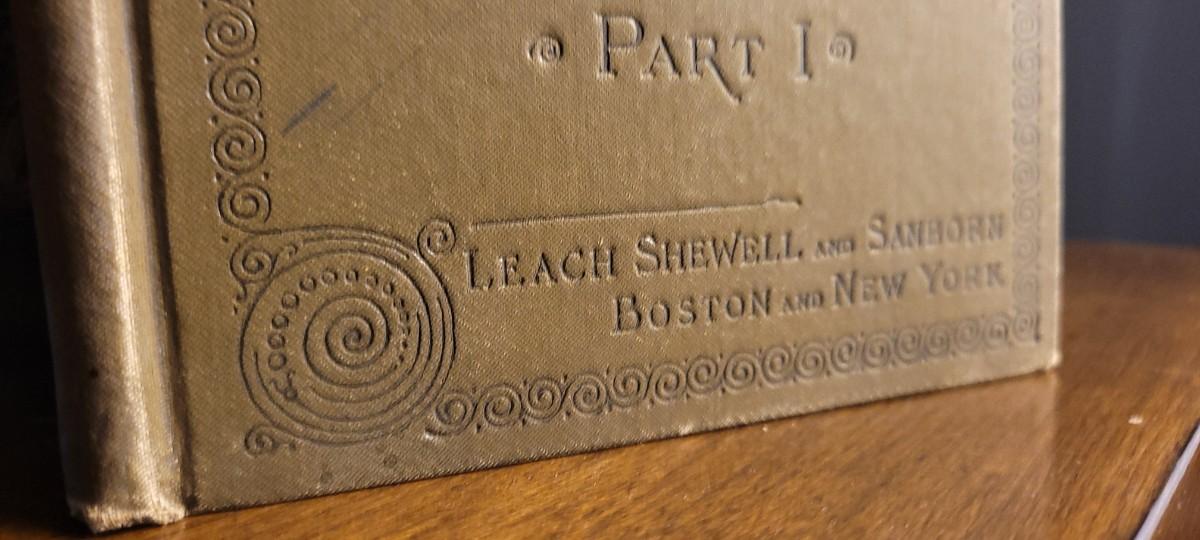 PART I
LEACH SHEWELL AND SANBORN
BOSTON AND NEW YORK